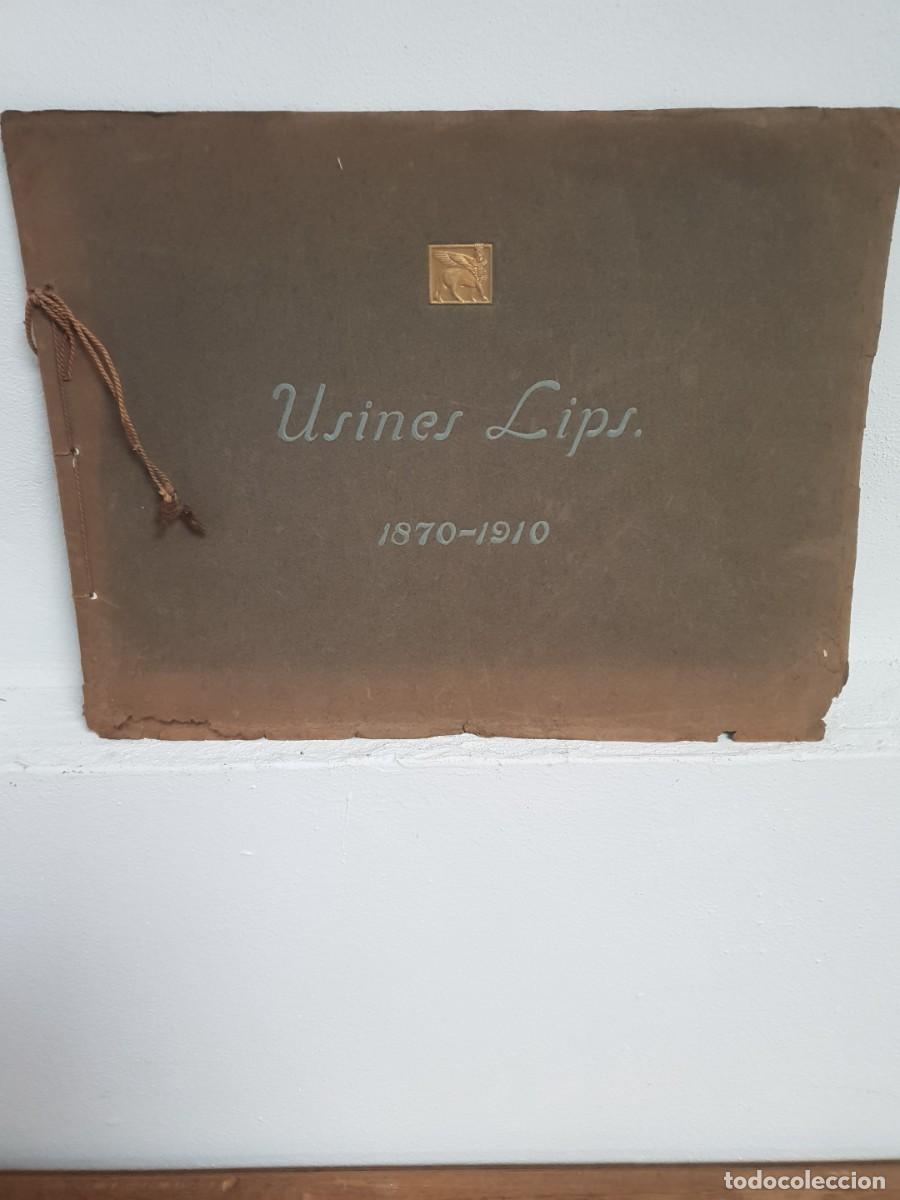 Usines Lips.
1870-1910
todocoleccion